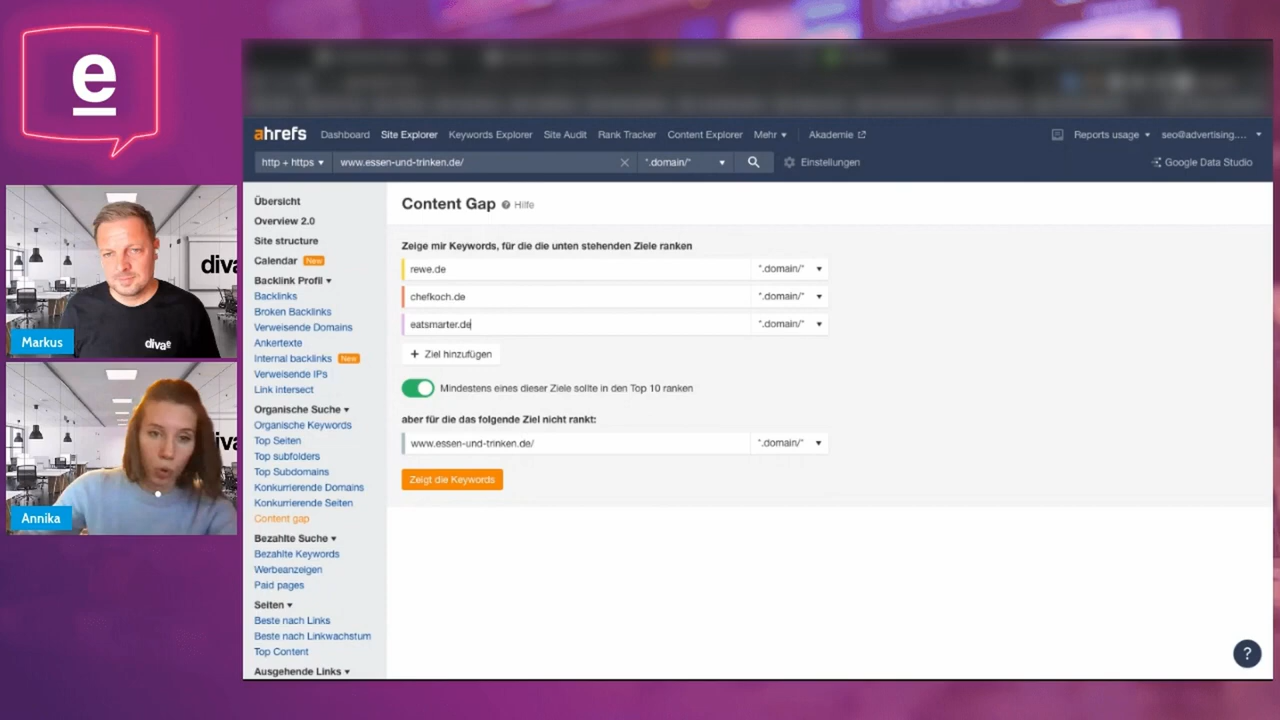 e
Markus
divae
diva
Annika
diva
ahrefs Dashboard Site Explorer Keywords Explorer Site Audit Rank Tracker Content Explorer Mehr Akademie Reports usage seo@advertising....
http + https www.essen-und-trinken.de/ *.domain/* Einstellungen Google Data Studio
Übersicht
Overview 2.0
Site structure
Calendar New
Backlink Profil
Backlinks
Broken Backlinks
Verweisende Domains
Ankertexte
Internal backlinks New
Verweisende IPs
Link intersect
Organische Suche
Organische Keywords
Top Seiten
Top subfolders
Top Subdomains
Konkurrierende Domains
Konkurrierende Seiten
Content gap
Bezahlte Suche
Bezahlte Keywords
Werbeanzeigen
Paid pages
Seiten
Beste nach Links
Beste nach Linkwachstum
Top Content
Ausgehende Links
Content Gap ? Hilfe
Zeige mir Keywords, für die die unten stehenden Ziele ranken
rewe.de *.domain/*
chefkoch.de *.domain/*
eatsmarter.de *.domain/*
+ Ziel hinzufügen
Mindestens eines dieser Ziele sollte in den Top 10 ranken
aber für die das folgende Ziel nicht rankt:
www.essen-und-trinken.de/ *.domain/*
Zeigt die Keywords
?